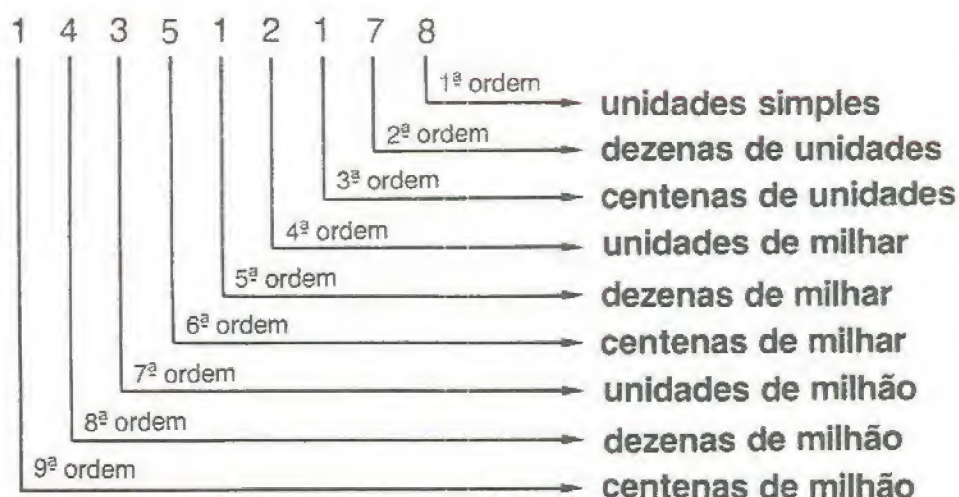 1 4 3 5 1 2 1 7 8
1ª ordem unidades simples
2ª ordem dezenas de unidades
3ª ordem centenas de unidades
4ª ordem unidades de milhar
5ª ordem dezenas de milhar
6ª ordem centenas de milhar
7ª ordem unidades de milhão
8ª ordem dezenas de milhão
9ª ordem centenas de milhão